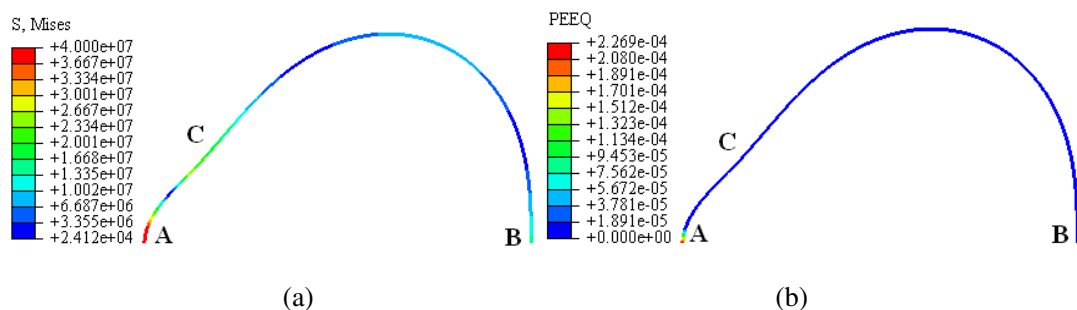 S, Mises
+4.000e+07
+3.667e+07
+3.334e+07
+3.001e+07
+2.667e+07
+2.334e+07
+2.001e+07
+1.668e+07
+1.335e+07
+1.002e+07
+6.687e+06
+3.355e+06
+2.412e+04
A
B
C
(a)
PEEQ
+2.269e-04
+2.080e-04
+1.891e-04
+1.701e-04
+1.512e-04
+1.323e-04
+1.134e-04
+9.453e-05
+7.562e-05
+5.672e-05
+3.781e-05
+1.891e-05
+0.000e+00
A
B
C
(b)